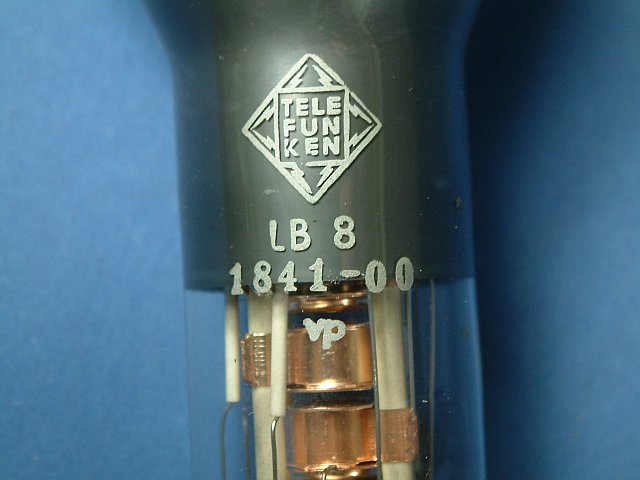 TELE
FUN
KEN
LB 8
1841-00
vp